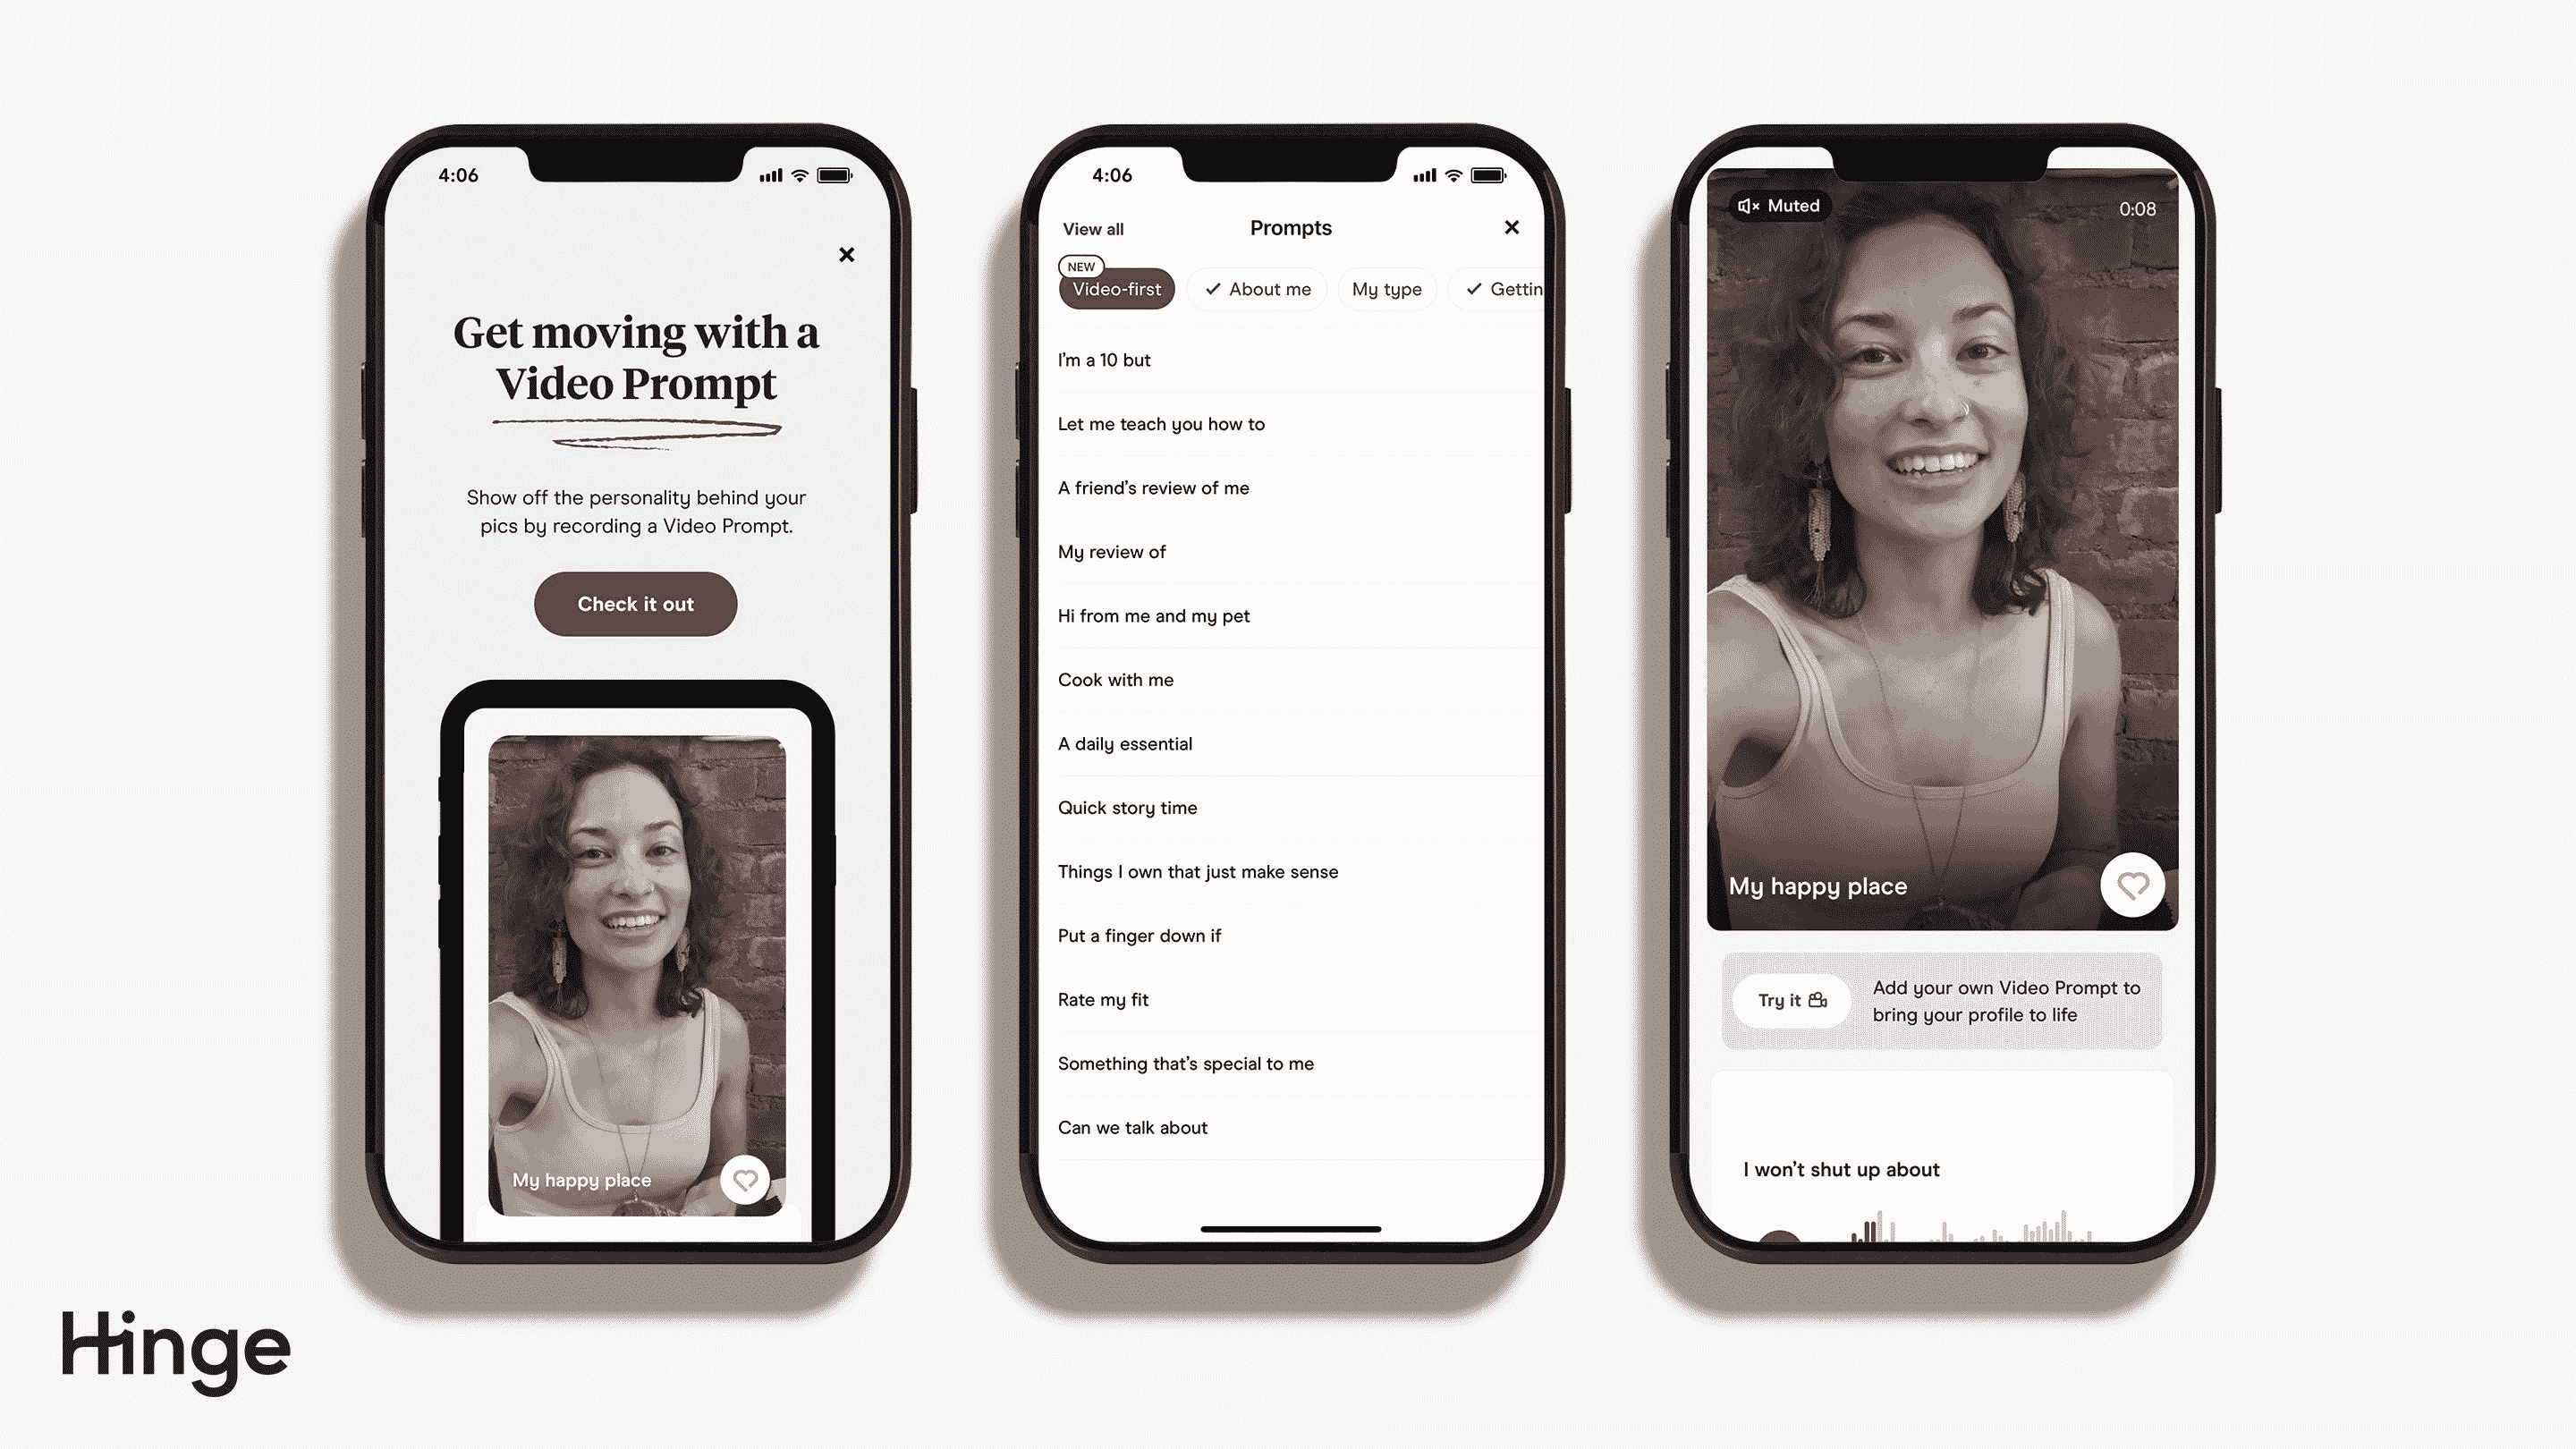 4:06
Get moving with a
Video Prompt
Show off the personality behind your
pics by recording a Video Prompt.
Check it out
My happy place
4:06
View all
Prompts
NEW
Video-first
About me
My type
Gettin
I'm a 10 but
Let me teach you how to
A friend's review of me
My review of
Hi from me and my pet
Cook with me
A daily essential
Quick story time
Things I own that just make sense
Put a finger down if
Rate my fit
Something that's special to me
Can we talk about
Muted
0:08
My happy place
Try it
Add your own Video Prompt to
bring your profile to life
I won't shut up about
Hinge